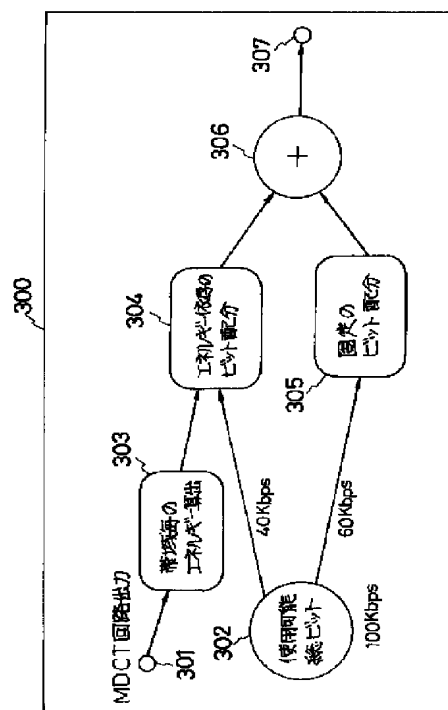 300
MDCT回路出力
301
303
帯域毎の
エネルギー算出
304
エネルギー依存の
ビット配分
306
+
307
302
使用可能
総ビット
100Kbps
40Kbps
60Kbps
305
固定の
ビット配分